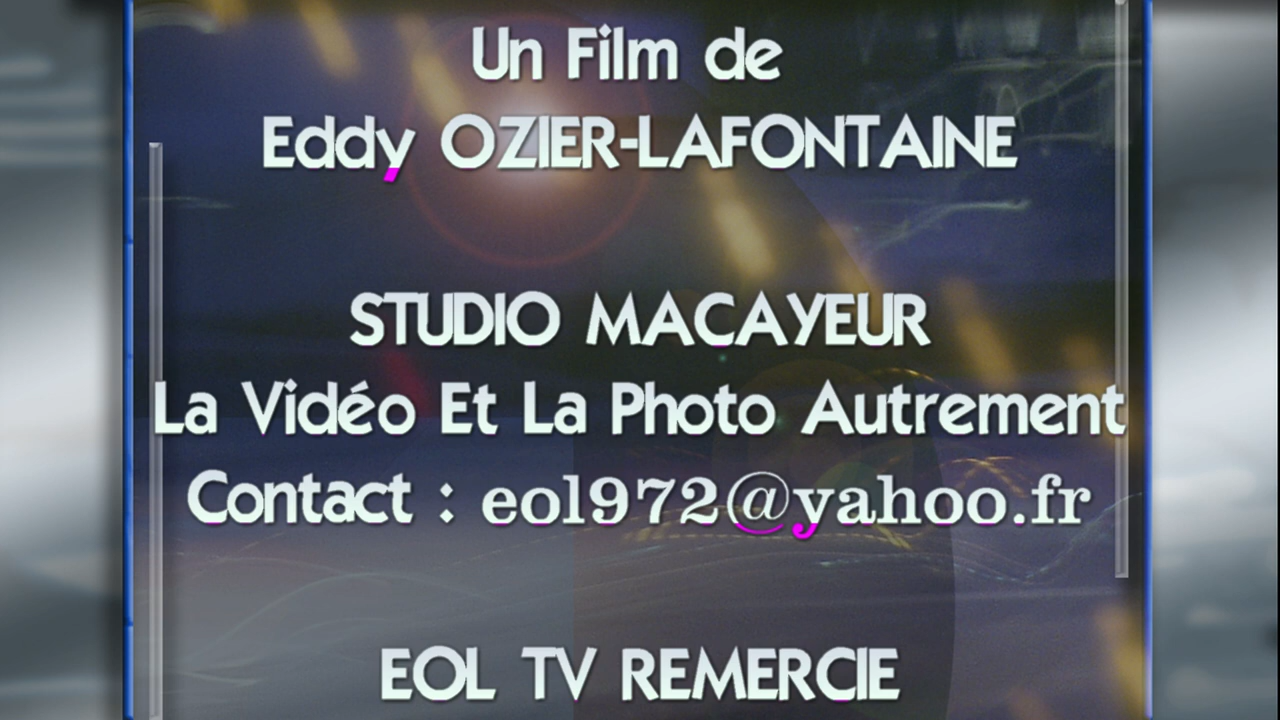 Un Film de
Eddy OZIER-LAFONTAINE
STUDIO MACAYEUR
La Vidéo Et La Photo Autrement
Contact : eol972@yahoo.fr
EOL TV REMERCIE